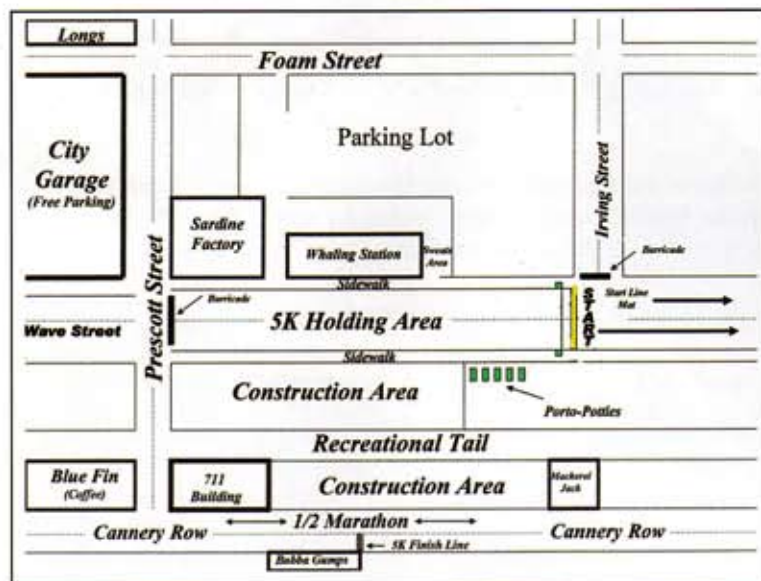 Longs
Foam Street
City
Garage
(Free Parking)
Parking Lot
Irving Street
Prescott Street
Sardine
Factory
Whaling Station
Sweats
Area
Barricade
Sidewalk
Barricade
START
Start Line
Mat
Wave Street
5K Holding Area
Sidewalk
Construction Area
Porto-Potties
Recreational Tail
Blue Fin
(Coffee)
711
Building
Construction Area
Mackerel
Jack
1/2 Marathon
Cannery Row
Cannery Row
5K Finish Line
Bubba Gumps